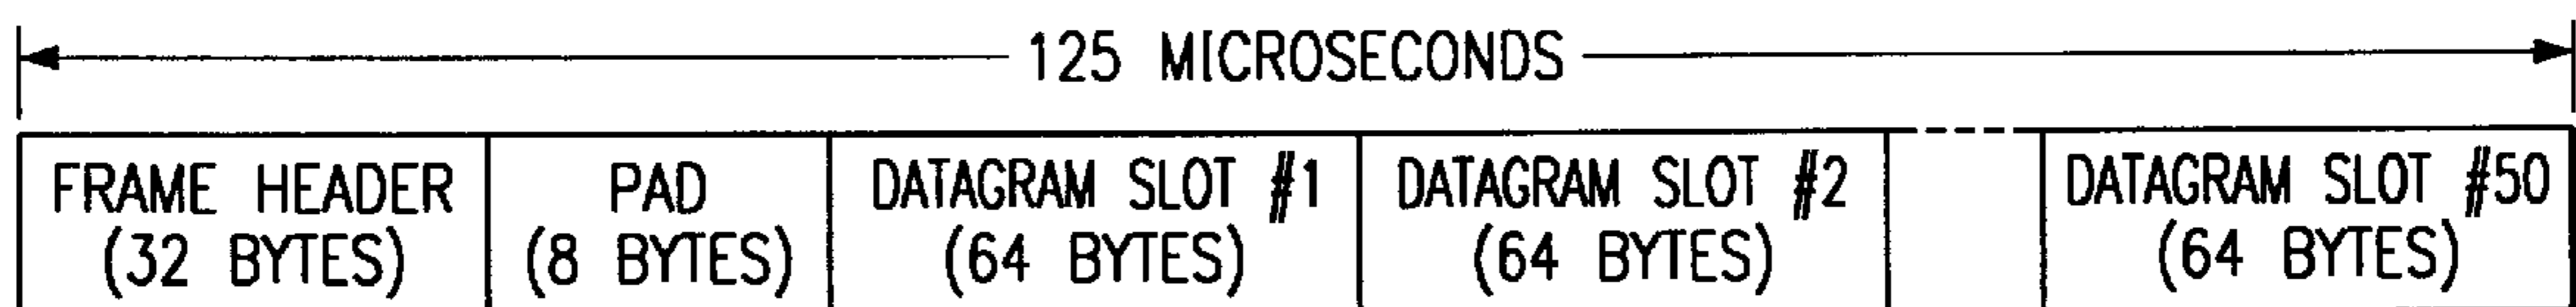 125 MICROSECONDS
FRAME HEADER
(32 BYTES)
PAD
(8 BYTES)
DATAGRAM SLOT #1
(64 BYTES)
DATAGRAM SLOT #2
(64 BYTES)
DATAGRAM SLOT #50
(64 BYTES)